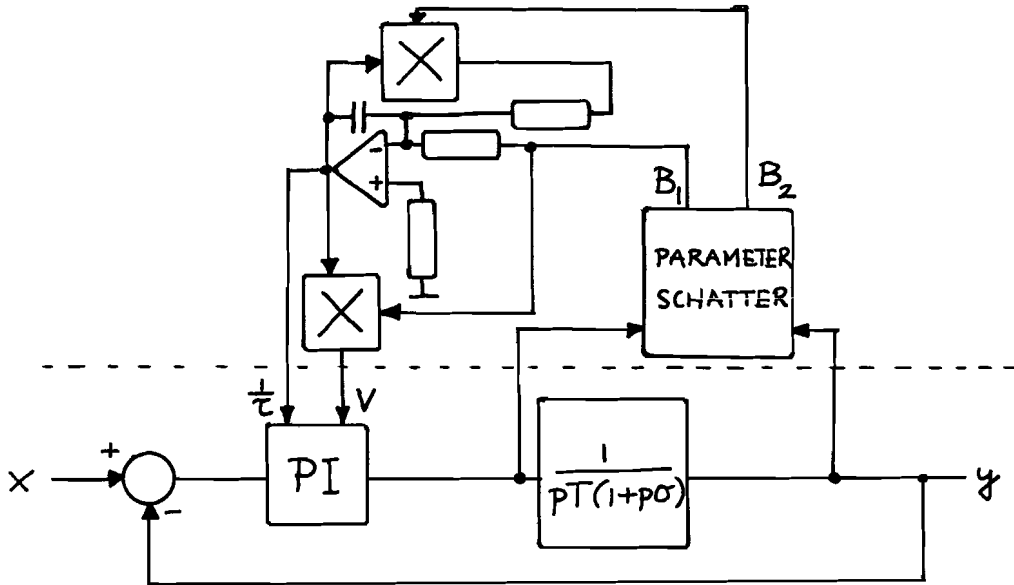 B₁
B₂
PARAMETER
SCHATTER
1/τ
V
X
+
-
PI
1
pT(1+pσ)
y
-
+